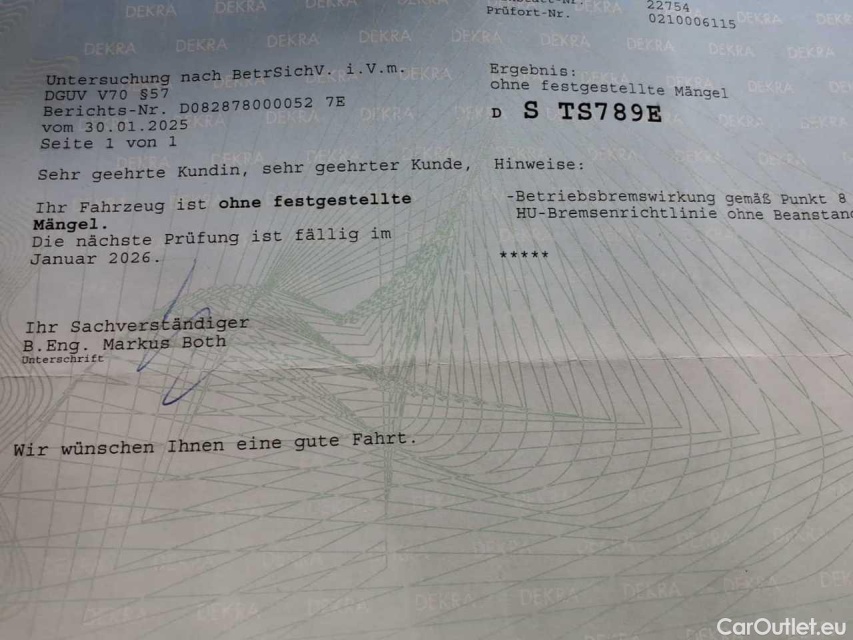 22754
Prüfort-Nr. 0210006115
Untersuchung nach BetrSichV. i.V.m.
DGUV V70 §57
Berichts-Nr. D082878000052 7E
vom 30.01.2025
Seite 1 von 1
Ergebnis:
ohne festgestellte Mängel
D S TS789E
Sehr geehrte Kundin, sehr geehrter Kunde,
Ihr Fahrzeug ist ohne festgestellte
Mängel.
Die nächste Prüfung ist fällig im
Januar 2026.
Hinweise:
-Betriebsbremswirkung gemäß Punkt 8
HU-Bremsenrichtlinie ohne Beanstan
*****
Ihr Sachverständiger
B.Eng. Markus Both
Unterschrift
Wir wünschen Ihnen eine gute Fahrt.
DEKRA
CarOutlet.eu